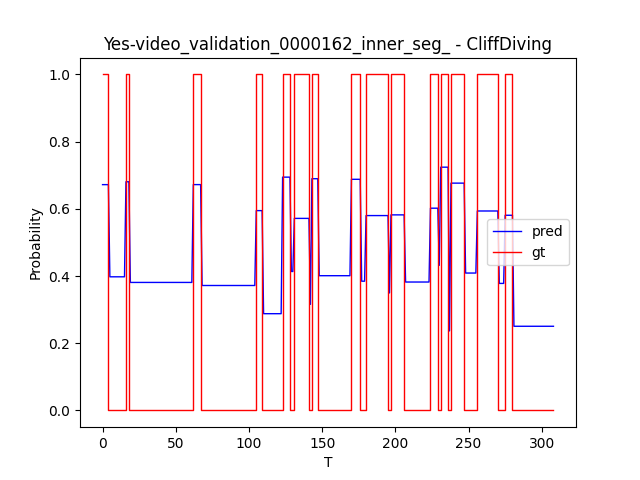 Yes-video_validation_0000162_inner_seg_ - CliffDiving
1.0
0.8
0.6
0.4
0.2
0.0
Probability
pred
gt
0 50 100 150 200 250 300
T